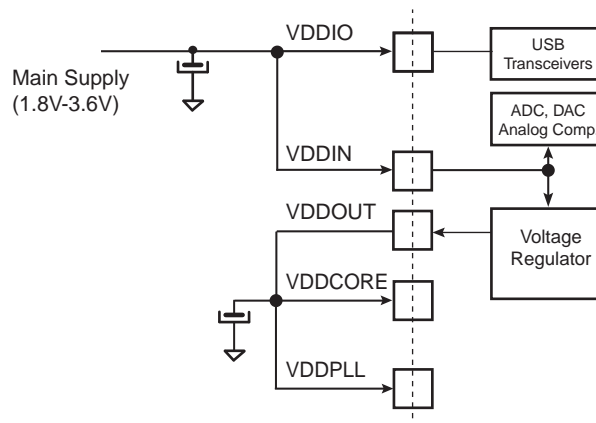 VDDIO
USB
Transceivers
Main Supply
(1.8V-3.6V)
ADC, DAC
Analog Comp.
VDDIN
VDDOUT
Voltage
Regulator
VDDCORE
VDDPLL